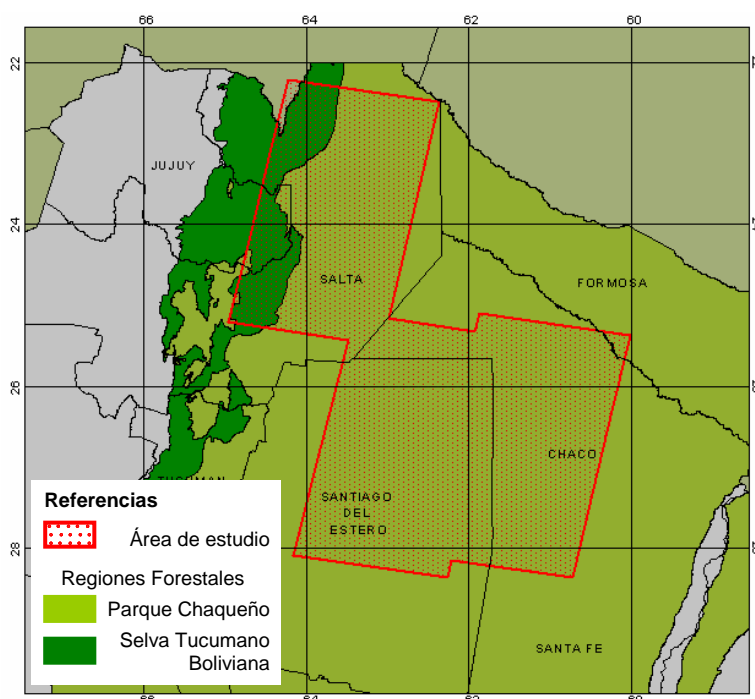 66 64 62 60
22
JUJUY
24
SALTA
FORMOSA
26
CHACO
TUCUMAN
SANTIAGO
DEL
ESTERO
28
SANTA FE
Referencias
Área de estudio
Regiones Forestales
Parque Chaqueño
Selva Tucumano
Boliviana